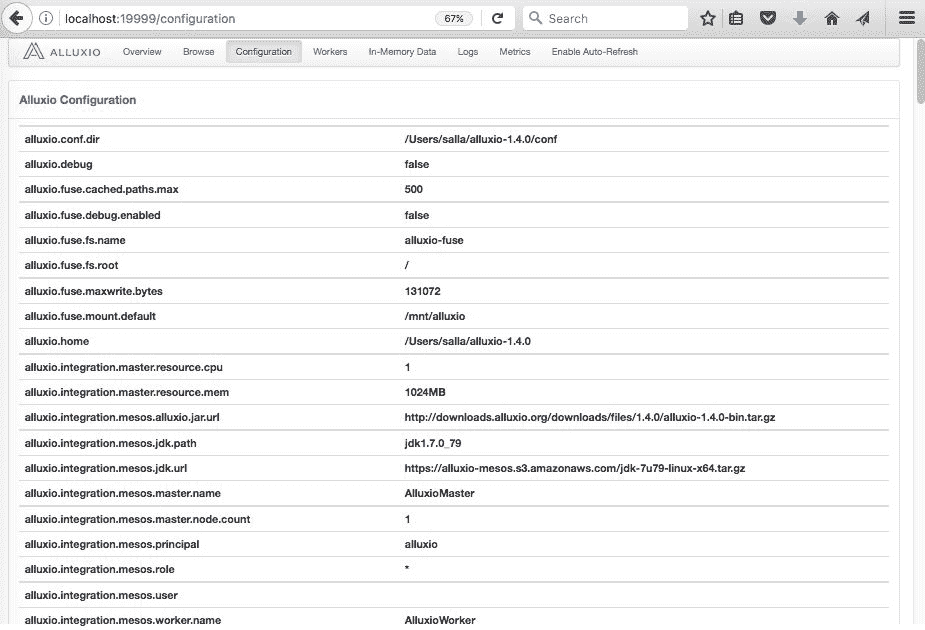 localhost:19999/configuration 67% Search
ALLUXIO Overview Browse Configuration Workers In-Memory Data Logs Metrics Enable Auto-Refresh
Alluxio Configuration
alluxio.conf.dir /Users/salla/alluxio-1.4.0/conf
alluxio.debug false
alluxio.fuse.cached.paths.max 500
alluxio.fuse.debug.enabled false
alluxio.fuse.fs.name alluxio-fuse
alluxio.fuse.fs.root /
alluxio.fuse.maxwrite.bytes 131072
alluxio.fuse.mount.default /mnt/alluxio
alluxio.home /Users/salla/alluxio-1.4.0
alluxio.integration.master.resource.cpu 1
alluxio.integration.master.resource.mem 1024MB
alluxio.integration.mesos.alluxio.jar.url http://downloads.alluxio.org/downloads/files/1.4.0/alluxio-1.4.0-bin.tar.gz
alluxio.integration.mesos.jdk.path jdk1.7.0_79
alluxio.integration.mesos.jdk.url https://alluxio-mesos.s3.amazonaws.com/jdk-7u79-linux-x64.tar.gz
alluxio.integration.mesos.master.name AlluxioMaster
alluxio.integration.mesos.master.node.count 1
alluxio.integration.mesos.principal alluxio
alluxio.integration.mesos.role *
alluxio.integration.mesos.user
alluxio.integration.mesos.worker.name AlluxioWorker